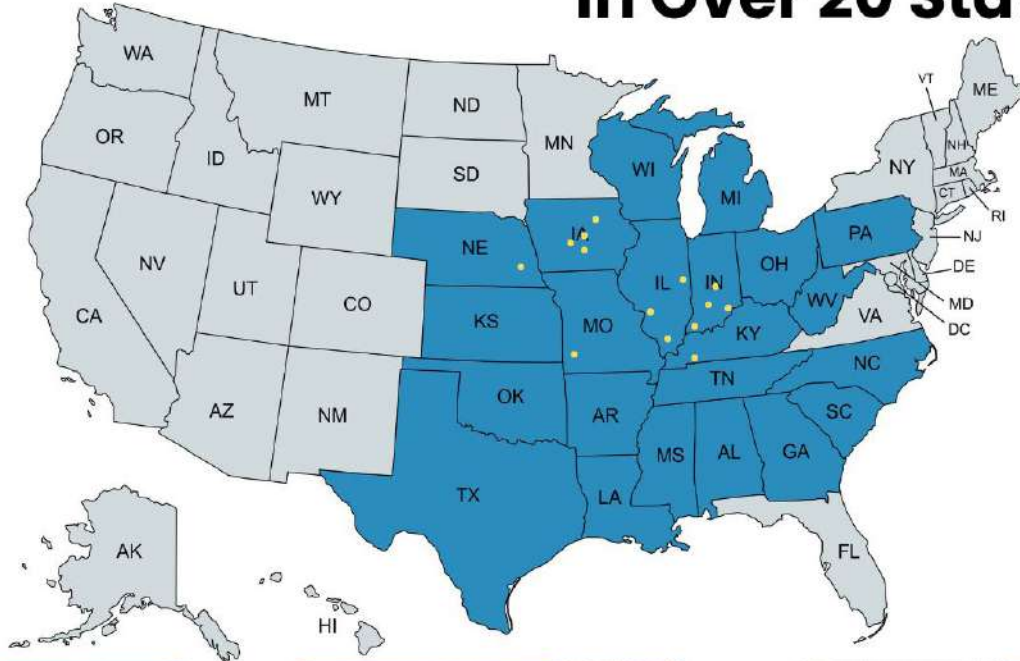 In Over 20 Sta
WA
MT
ND
MN
VT
ME
OR
ID
SD
WI
NH
NY
MA
WY
MI
CT
RI
NE
IA
PA
NJ
NV
OH
DE
UT
IL
IN
WV
MD
CO
CA
KS
MO
KY
VA
DC
NC
TN
AZ
NM
OK
AR
SC
MS
AL
GA
TX
LA
AK
FL
HI